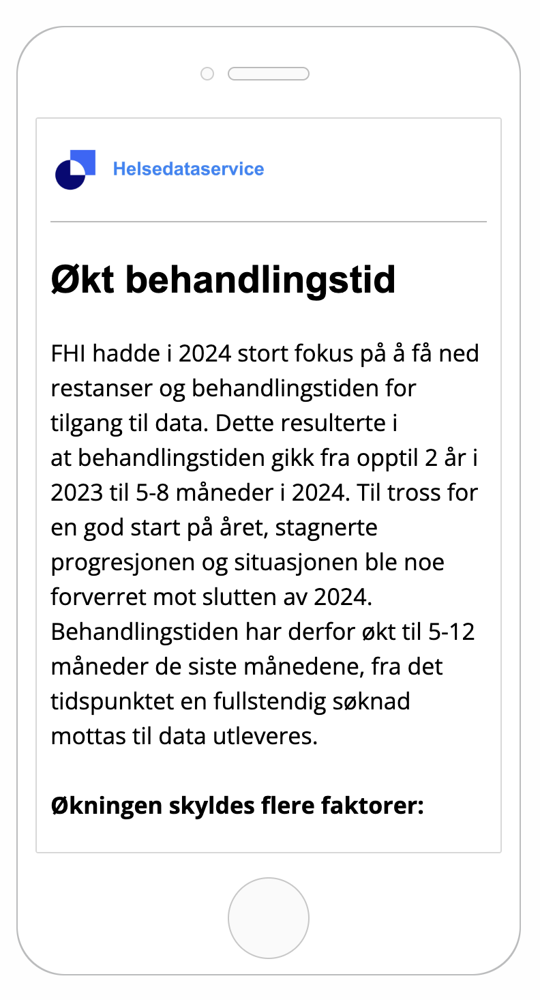 Helsedataservice
Økt behandlingstid
FHI hadde i 2024 stort fokus på å få ned
restanser og behandlingstiden for
tilgang til data. Dette resulterte i
at behandlingstiden gikk fra opptil 2 år i
2023 til 5-8 måneder i 2024. Til tross for
en god start på året, stagnerte
progresjonen og situasjonen ble noe
forverret mot slutten av 2024.
Behandlingstiden har derfor økt til 5-12
måneder de siste månedene, fra det
tidspunktet en fullstendig søknad
mottas til data utleveres.
Økningen skyldes flere faktorer: